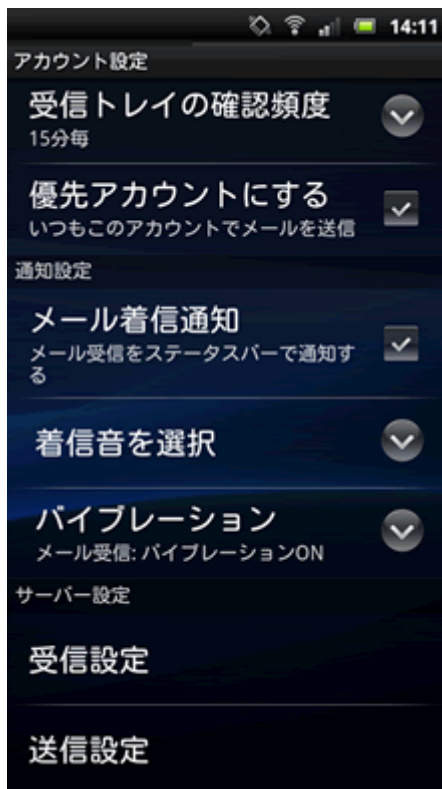 14:11
アカウント設定
受信トレイの確認頻度
15分毎
優先アカウントにする
いつもこのアカウントでメールを送信
通知設定
メール着信通知
メール受信をステータスバーで通知す
る
着信音を選択
バイブレーション
メール受信: バイブレーションON
サーバー設定
受信設定
送信設定